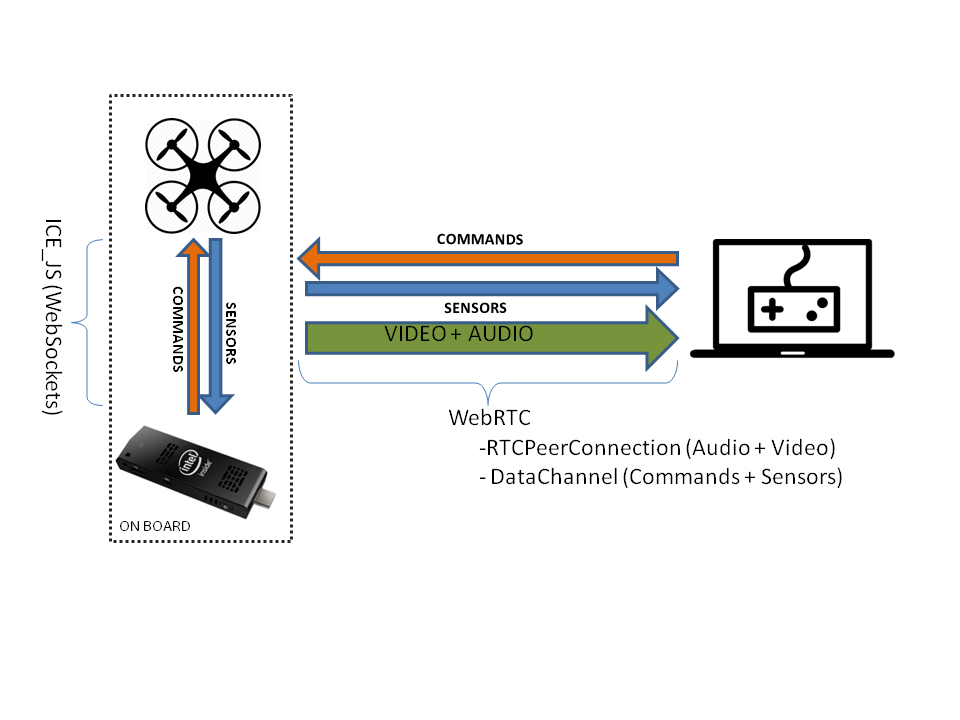 COMMANDS
SENSORS
VIDEO + AUDIO
ICE_JS (WebSockets)
COMMANDS
SENSORS
WebRTC
-RTCPeerConnection (Audio + Video)
- DataChannel (Commands + Sensors)
intel
inside
ON BOARD